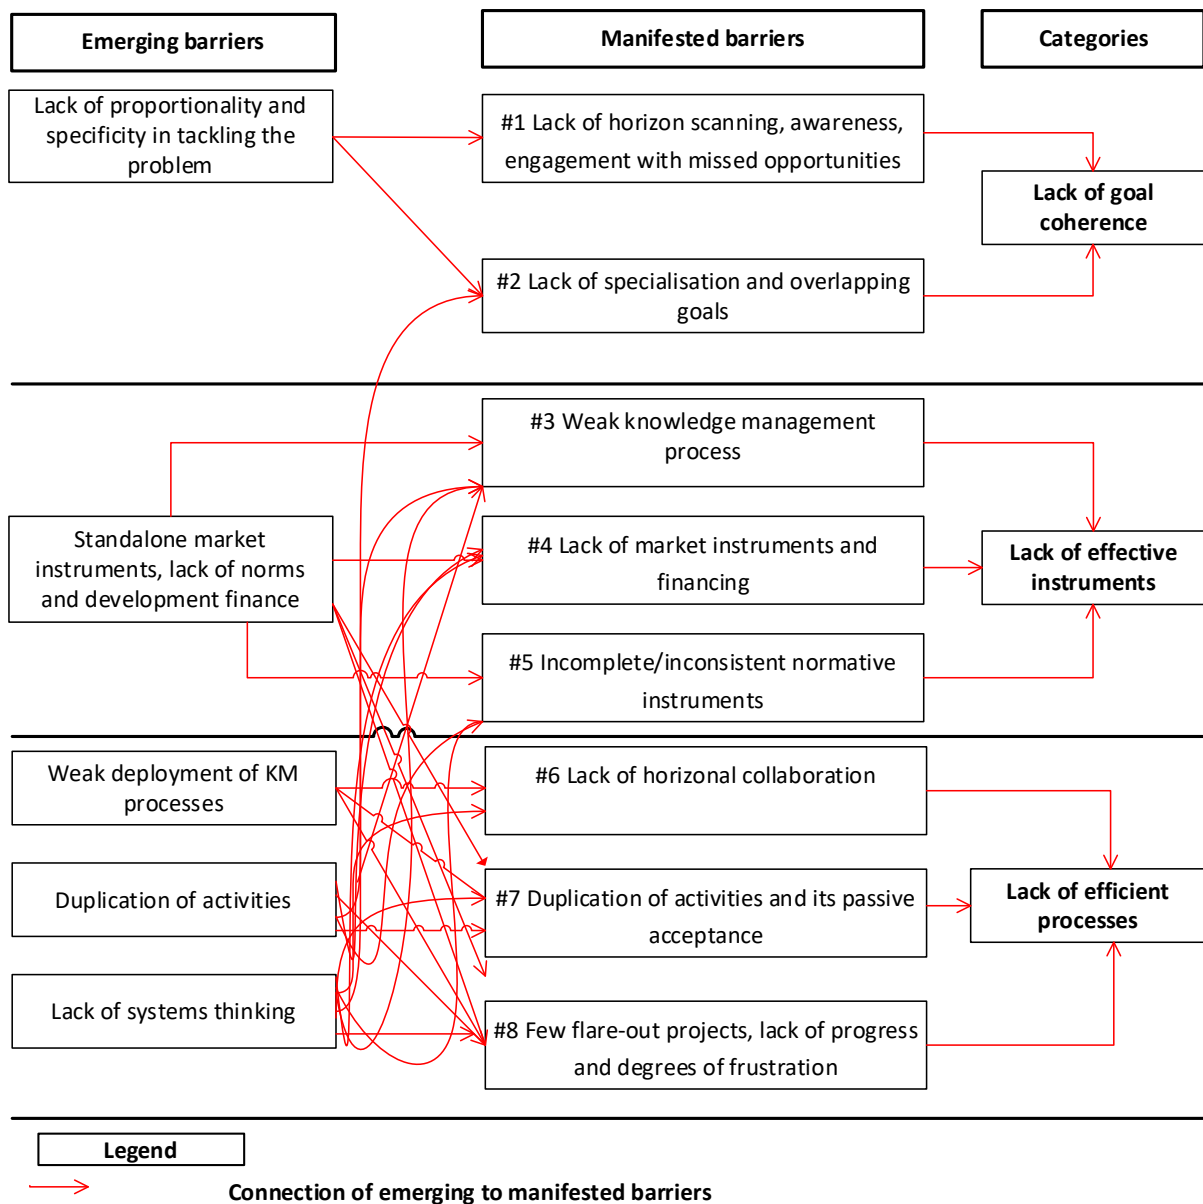 Emerging barriers
Manifested barriers
Categories
Lack of proportionality and
specificity in tackling the
problem
#1 Lack of horizon scanning, awareness,
engagement with missed opportunities
Lack of goal
coherence
#2 Lack of specialisation and overlapping
goals
#3 Weak knowledge management
process
Standalone market
instruments, lack of norms
and development finance
#4 Lack of market instruments and
financing
Lack of effective
instruments
#5 Incomplete/inconsistent normative
instruments
Weak deployment of KM
processes
#6 Lack of horizonal collaboration
Duplication of activities
#7 Duplication of activities and its passive
acceptance
Lack of efficient
processes
Lack of systems thinking
#8 Few flare-out projects, lack of progress
and degrees of frustration
Legend
Connection of emerging to manifested barriers